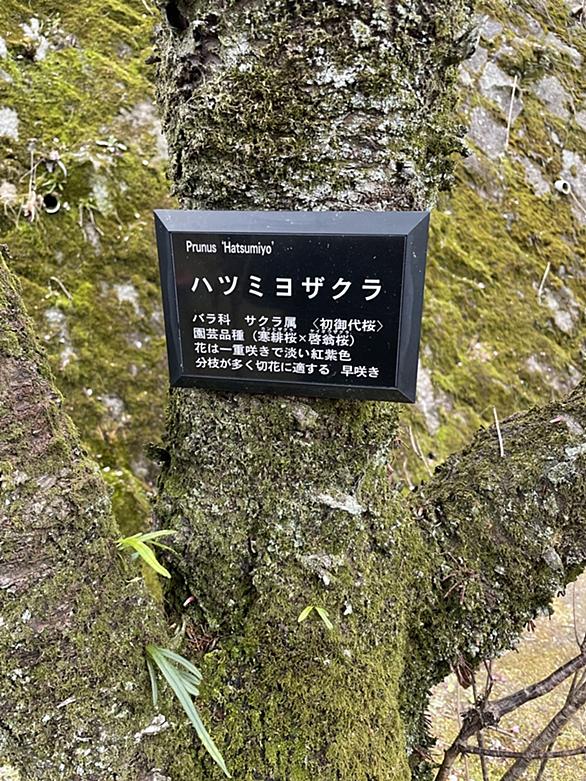 Prunus 'Hatsumiyo'
ハツミヨザクラ
バラ科 サクラ属 〈初御代桜〉
園芸品種（寒緋桜×啓翁桜）
花は一重咲きで淡い紅紫色
分枝が多く切花に適する 早咲き